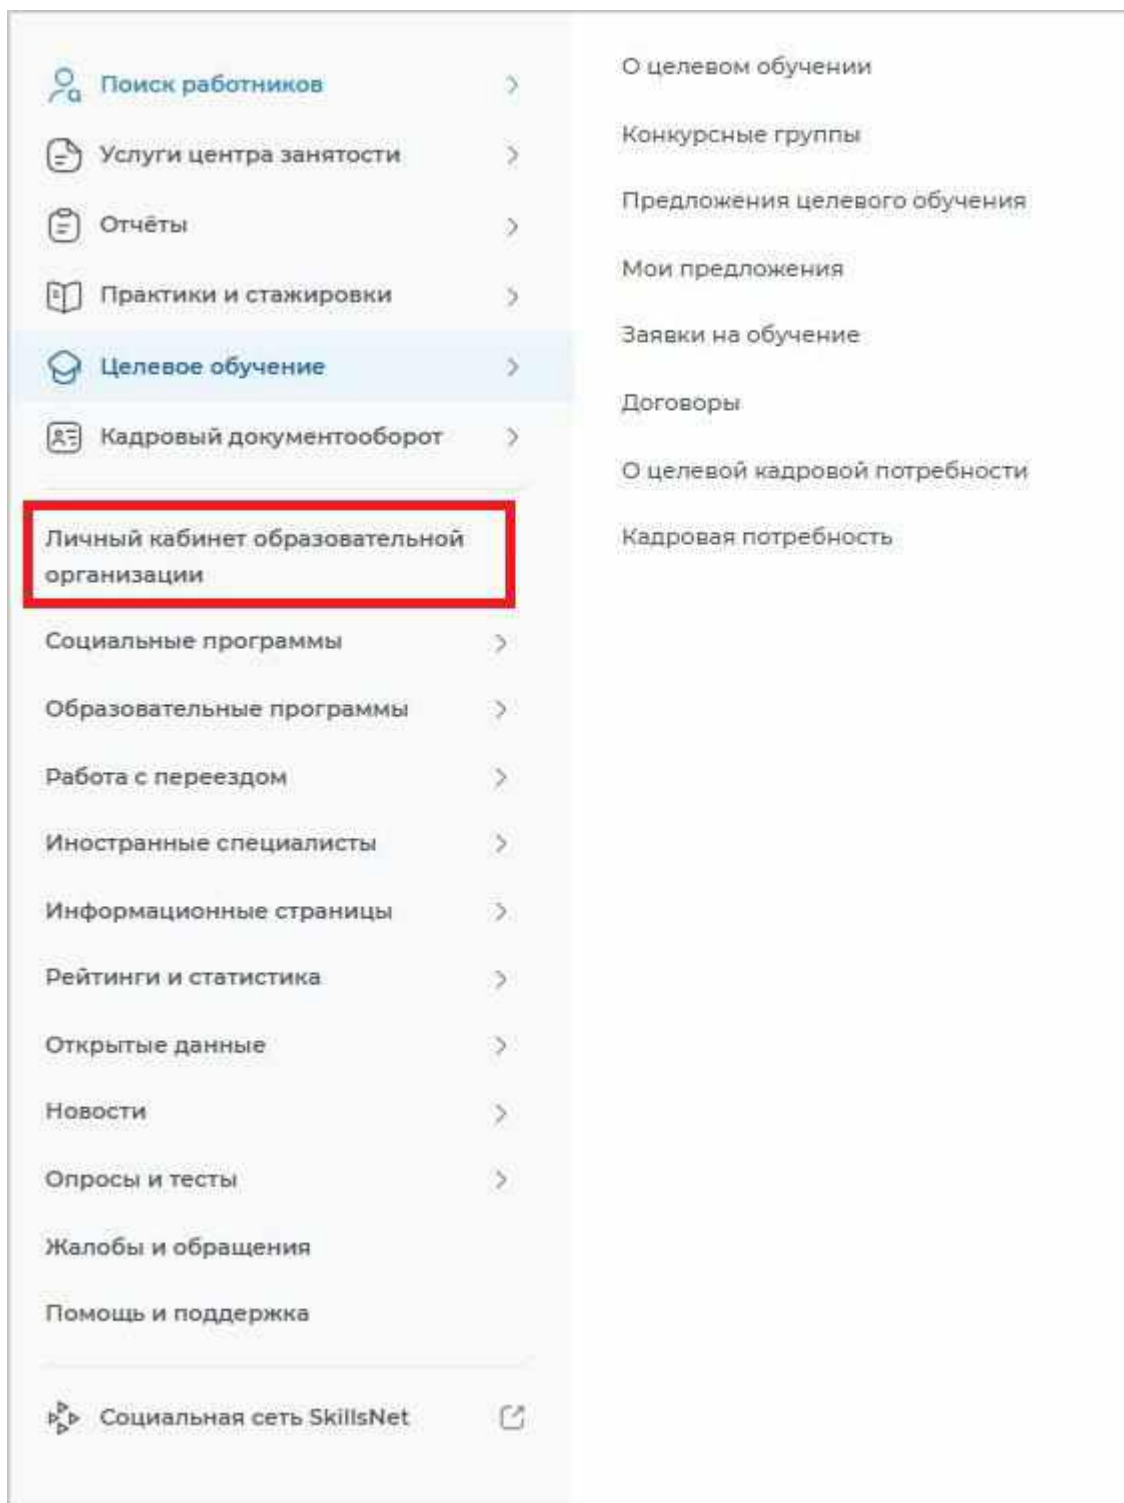 Поиск работников
Услуги центра занятости
Отчёты
Практики и стажировки
Целевое обучение
Кадровый документооборот
Личный кабинет образовательной
организации
Социальные программы
Образовательные программы
Работа с переездом
Иностранные специалисты
Информационные страницы
Рейтинги и статистика
Открытые данные
Новости
Опросы и тесты
Жалобы и обращения
Помощь и поддержка
Социальная сеть SkillsNet
О целевом обучении
Конкурсные группы
Предложения целевого обучения
Мои предложения
Заявки на обучение
Договоры
О целевой кадровой потребности
Кадровая потребность